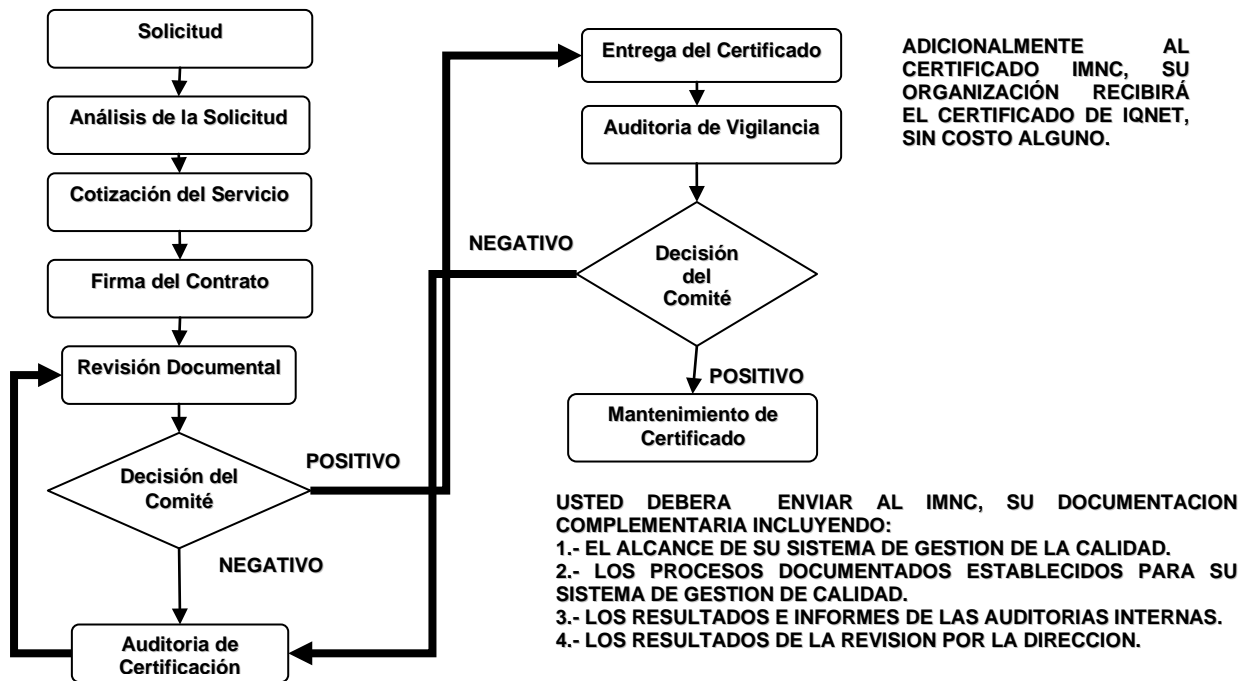 Solicitud
Análisis de la Solicitud
Cotización del Servicio
Firma del Contrato
Revisión Documental
Decisión del
Comité
POSITIVO
NEGATIVO
Auditoria de
Certificación
Entrega del Certificado
Auditoria de Vigilancia
NEGATIVO
Decisión
del
Comité
POSITIVO
Mantenimiento de
Certificado
ADICIONALMENTE AL
CERTIFICADO IMNC, SU
ORGANIZACIÓN RECIBIRÁ
EL CERTIFICADO DE IQNET,
SIN COSTO ALGUNO.
USTED DEBERA ENVIAR AL IMNC, SU DOCUMENTACION
COMPLEMENTARIA INCLUYENDO:
1.- EL ALCANCE DE SU SISTEMA DE GESTION DE LA CALIDAD.
2.- LOS PROCESOS DOCUMENTADOS ESTABLECIDOS PARA SU
SISTEMA DE GESTION DE CALIDAD.
3.- LOS RESULTADOS E INFORMES DE LAS AUDITORIAS INTERNAS.
4.- LOS RESULTADOS DE LA REVISION POR LA DIRECCION.